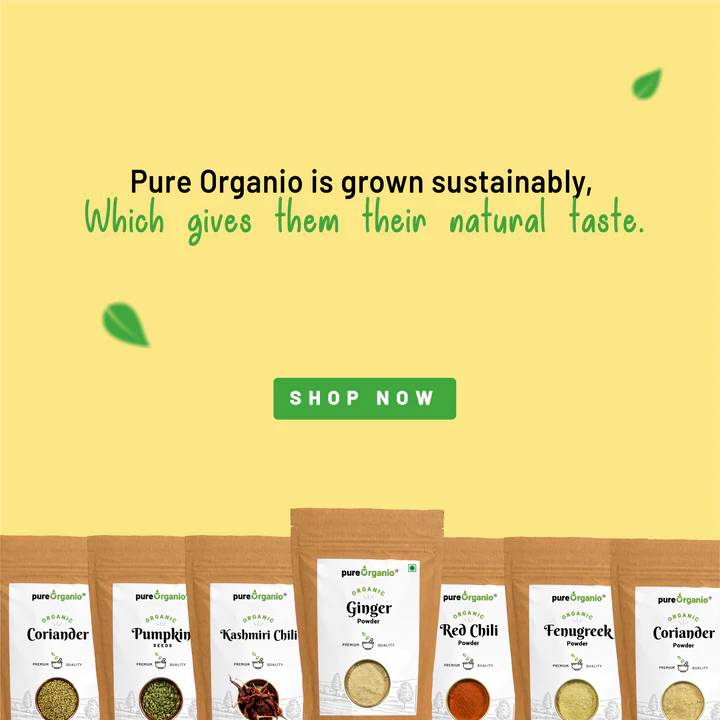 Pure Organio is grown sustainably,
Which gives them their natural taste.
SHOP NOW
pureOrganio®
ORGANIC
Coriander
PREMIUM QUALITY
pureOrganio®
ORGANIC
Pumpkin
SEEDS
PREMIUM QUALITY
pureOrganio®
ORGANIC
Kashmiri Chili
PREMIUM QUALITY
pureOrganio®
ORGANIC
Ginger
Powder
PREMIUM QUALITY
pureOrganio®
ORGANIC
Red Chili
Powder
PREMIUM QUALITY
pureOrganio®
ORGANIC
Fenugreek
Powder
PREMIUM QUALITY
pureOrganio®
ORGANIC
Coriander
Powder
PREMIUM QUALITY